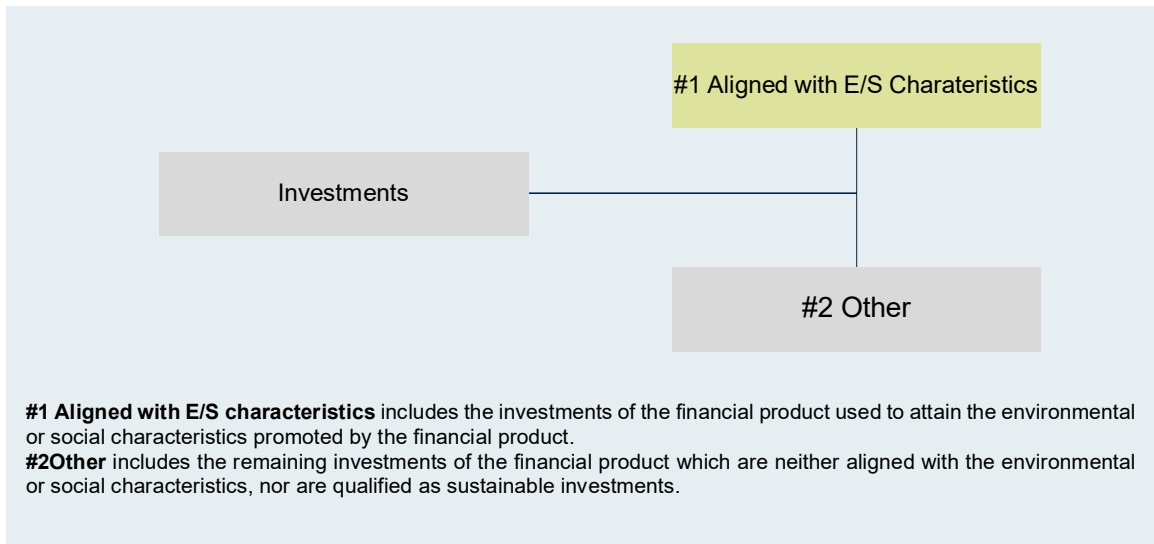 #1 Aligned with E/S Charateristics
Investments
#2 Other
#1 Aligned with E/S characteristics includes the investments of the financial product used to attain the environmental
or social characteristics promoted by the financial product.
#2Other includes the remaining investments of the financial product which are neither aligned with the environmental
or social characteristics, nor are qualified as sustainable investments.